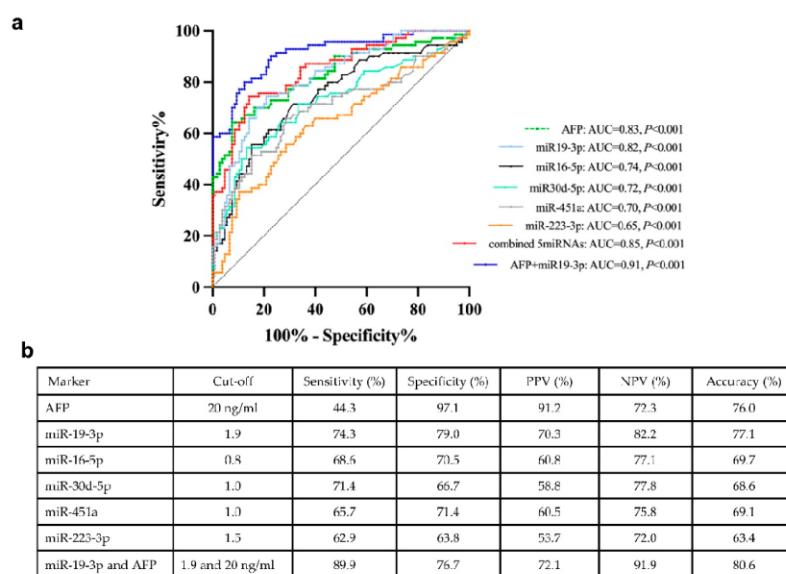 a
100
80
60
40
20
0
Sensitiviry%
0 20 40 60 80 100
100% - Specificity%
AFP: AUC=0.83, P<0.001
miR19-3p: AUC=0.82, P<0.001
miR16-5p: AUC=0.74, P<0.001
miR30d-5p: AUC=0.72, P<0.001
miR-451a: AUC=0.70, P<0.001
miR-223-3p: AUC=0.65, P<0.001
combined 5miRNAs: AUC=0.85, P<0.001
AFP+miR19-3p: AUC=0.91, P<0.001
b
Marker Cut-off Sensitivity (%) Specificity (%) PPV (%) NPV (%) Accuracy (%)
AFP 20 ng/ml 44.3 97.1 91.2 72.3 76.0
miR-19-3p 1.9 74.3 79.0 70.3 82.2 77.1
miR-16-5p 0.8 68.6 70.5 60.8 77.1 69.7
miR-30d-5p 1.0 71.4 66.7 58.8 77.8 68.6
miR-451a 1.0 65.7 71.4 60.5 75.8 69.1
miR-223-3p 1.5 62.9 63.8 53.7 72.0 63.4
miR-19-3p and AFP 1.9 and 20 ng/ml 89.9 76.7 72.1 91.9 80.6